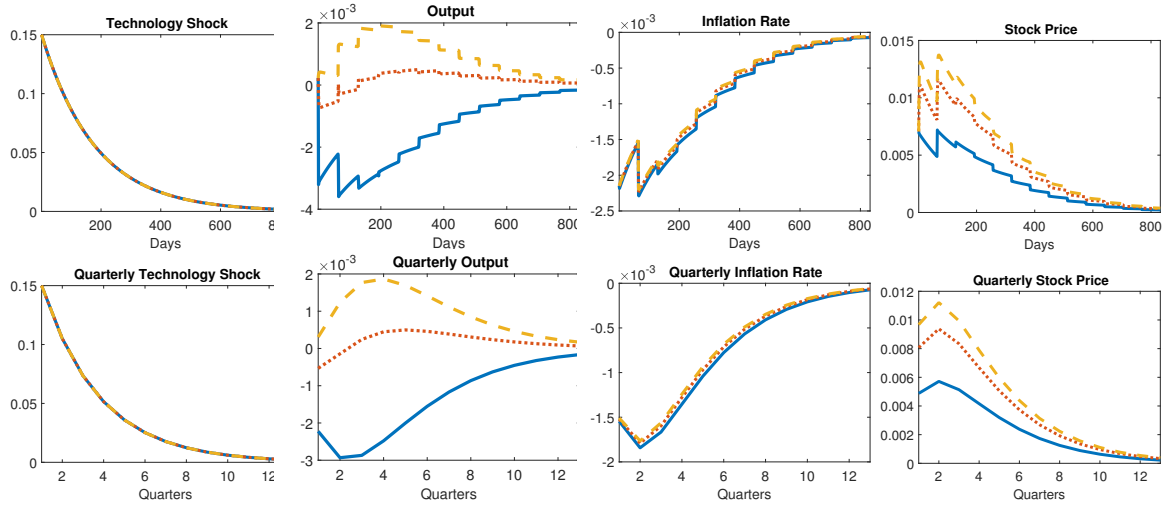 Technology Shock
0.15
0.1
0.05
0
200 400 600 8
Days
×10⁻³
Output
2
0
-2
-4
200 400 600 800
Days
×10⁻³
Inflation Rate
0
-0.5
-1
-1.5
-2
-2.5
200 400 600 800
Days
Stock Price
0.015
0.01
0.005
0
200 400 600 800
Days
Quarterly Technology Shock
0.15
0.1
0.05
0
2 4 6 8 10 12
Quarters
×10⁻³
Quarterly Output
2
1
0
-1
-2
-3
2 4 6 8 10 12
Quarters
×10⁻³
Quarterly Inflation Rate
0
-0.5
-1
-1.5
-2
2 4 6 8 10 12
Quarters
Quarterly Stock Price
0.012
0.01
0.008
0.006
0.004
0.002
0
2 4 6 8 10 12
Quarters